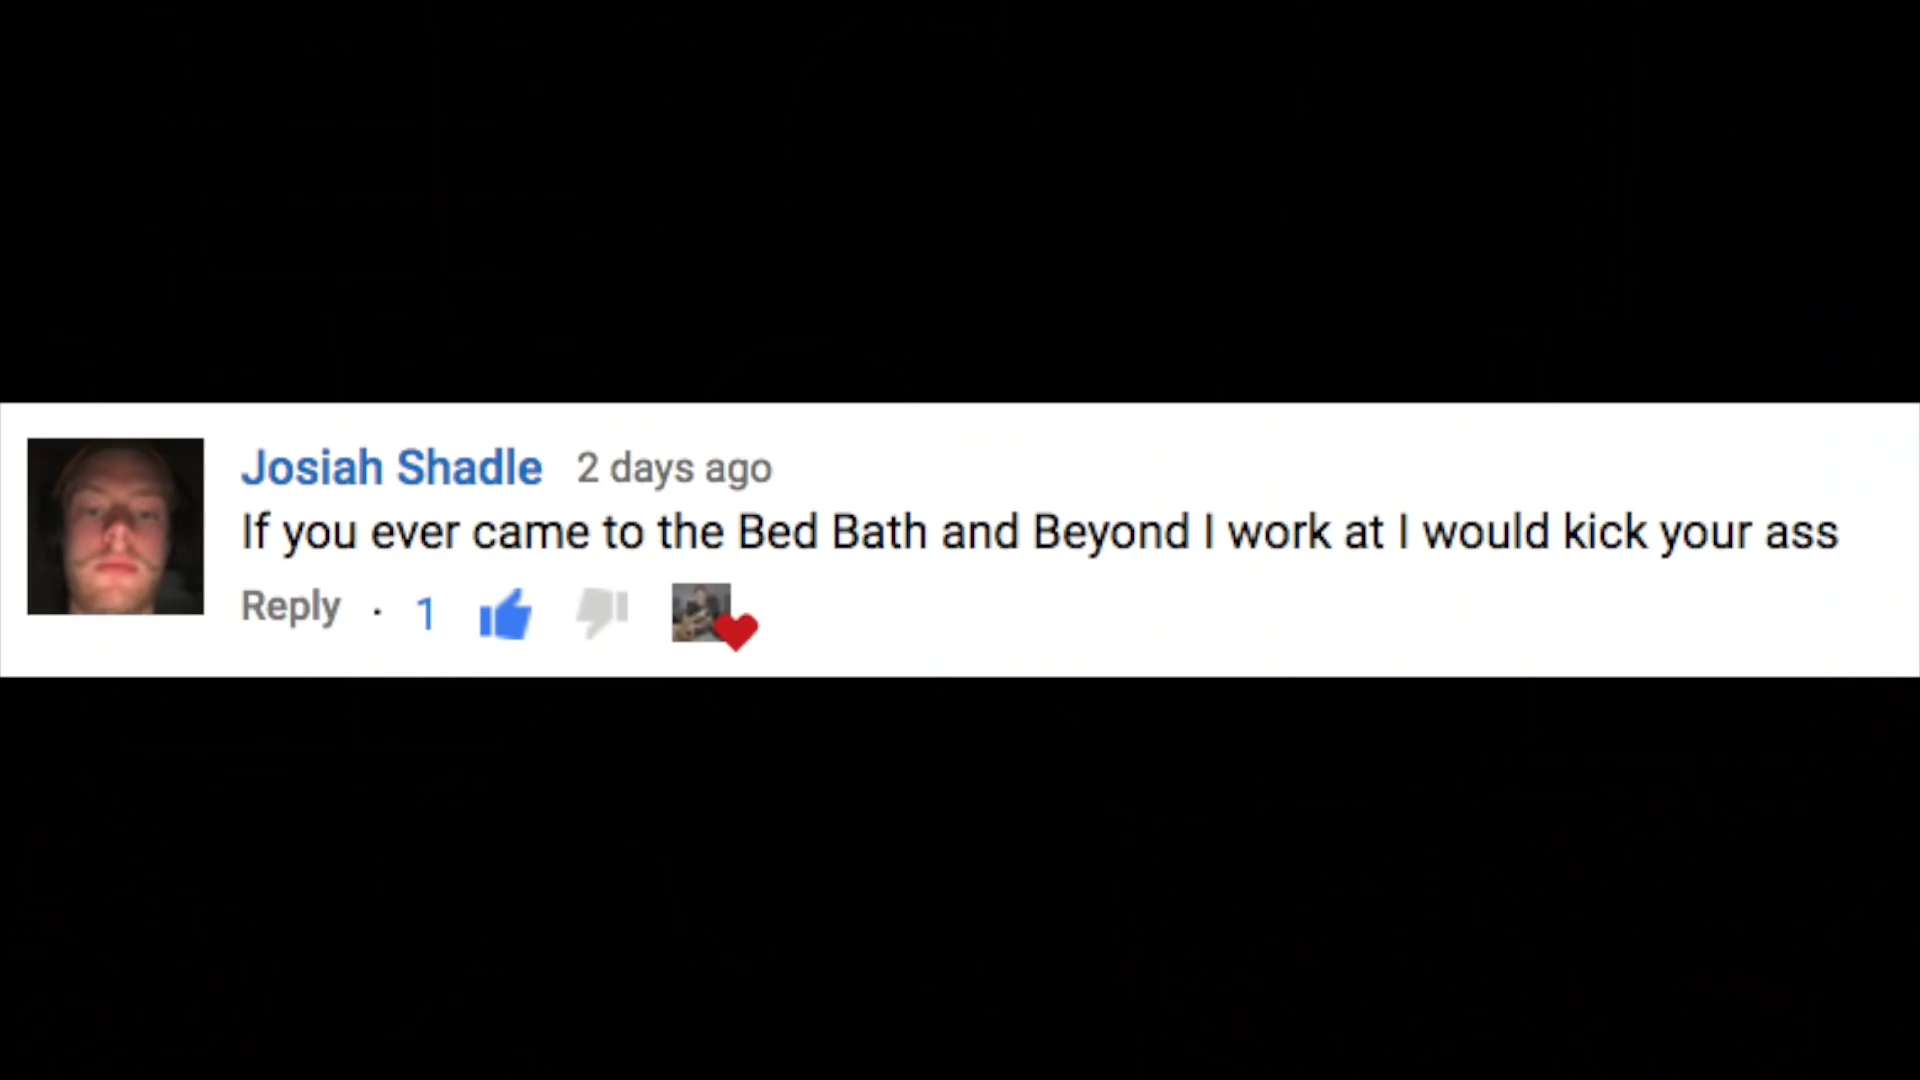 Josiah Shadle 2 days ago
If you ever came to the Bed Bath and Beyond I work at I would kick your ass
Reply · 1